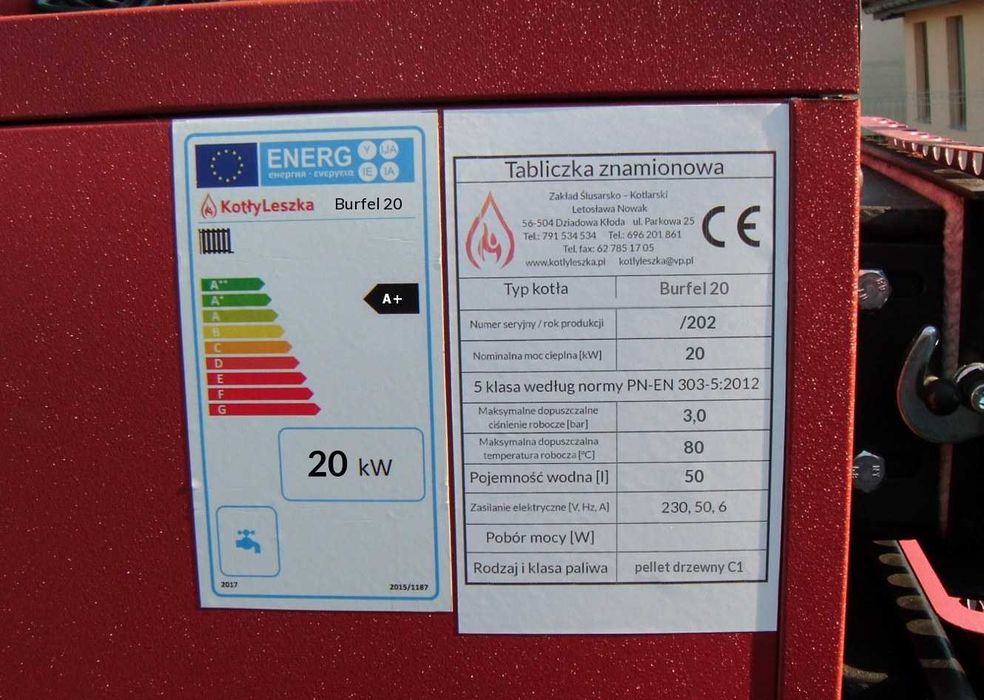 ENERG
Y IJA
IE IA
енергия · ενεργεια
KotłyLeszka Burfel 20
A++
A+
A
B
C
D
E
F
G
A+
20 kW
2017 2015/1187
Tabliczka znamionowa
Zakład Ślusarsko – Kotlarski
Letosława Nowak
56-504 Dziadowa Kłoda ul. Parkowa 25
Tel.: 791 534 534 Tel.: 696 201 861
Tel. fax: 62 785 17 05
www.kotlyleszka.pl kotlyleszka@vp.pl
CE
Typ kotła Burfel 20
Numer seryjny / rok produkcji /202
Nominalna moc cieplna [kW] 20
5 klasa według normy PN-EN 303-5:2012
Maksymalne dopuszczalne
ciśnienie robocze [bar] 3,0
Maksymalna dopuszczalna
temperatura robocza [°C] 80
Pojemność wodna [l] 50
Zasilanie elektryczne [V, Hz, A] 230, 50, 6
Pobór mocy [W]
Rodzaj i klasa paliwa pellet drzewny C1